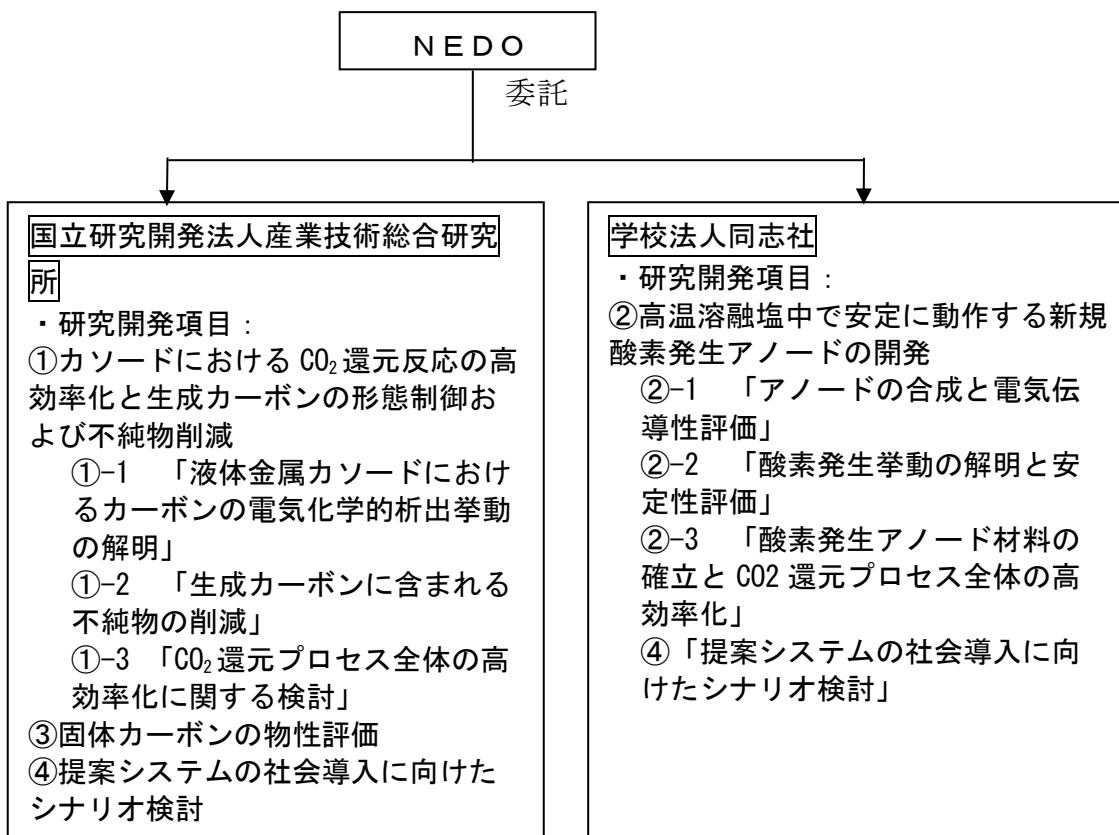 ＮＥＤＯ
委託
国立研究開発法人産業技術総合研究
所
・研究開発項目：
①カソードにおける CO₂還元反応の高
効率化と生成カーボンの形態制御お
よび不純物削減
①-1　「液体金属カソードにおけ
るカーボンの電気化学的析出挙動
の解明」
①-2　「生成カーボンに含まれる
不純物の削減」
①-3　「CO₂還元プロセス全体の高
効率化に関する検討」
③固体カーボンの物性評価
④提案システムの社会導入に向けた
シナリオ検討
学校法人同志社
・研究開発項目：
②高温溶融塩中で安定に動作する新規
酸素発生アノードの開発
②-1　「アノードの合成と電気伝
導性評価」
②-2　「酸素発生挙動の解明と安
定性評価」
②-3　「酸素発生アノード材料の
確立と CO2 還元プロセス全体の高
効率化」
④「提案システムの社会導入に向
けたシナリオ検討」